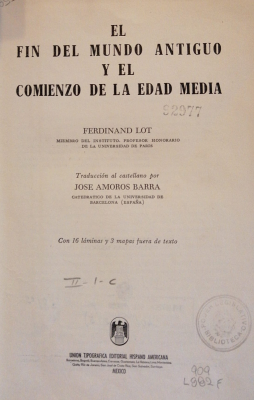 EL
FIN DEL MUNDO ANTIGUO
Y EL
COMIENZO DE LA EDAD MEDIA
52977
FERDINAND LOT
MIEMBRO DEL INSTITUTO, PROFESOR HONORARIO
DE LA UNIVERSIDAD DE PARIS
Traducción al castellano por
JOSE AMOROS BARRA
CATEDRATICO DE LA UNIVERSIDAD DE
BARCELONA (ESPAÑA)
Con 16 láminas y 3 mapas fuera de texto
II-1-C
UNION TIPOGRAFICA EDITORIAL HISPANO AMERICANA
MEXICO
909
L882F